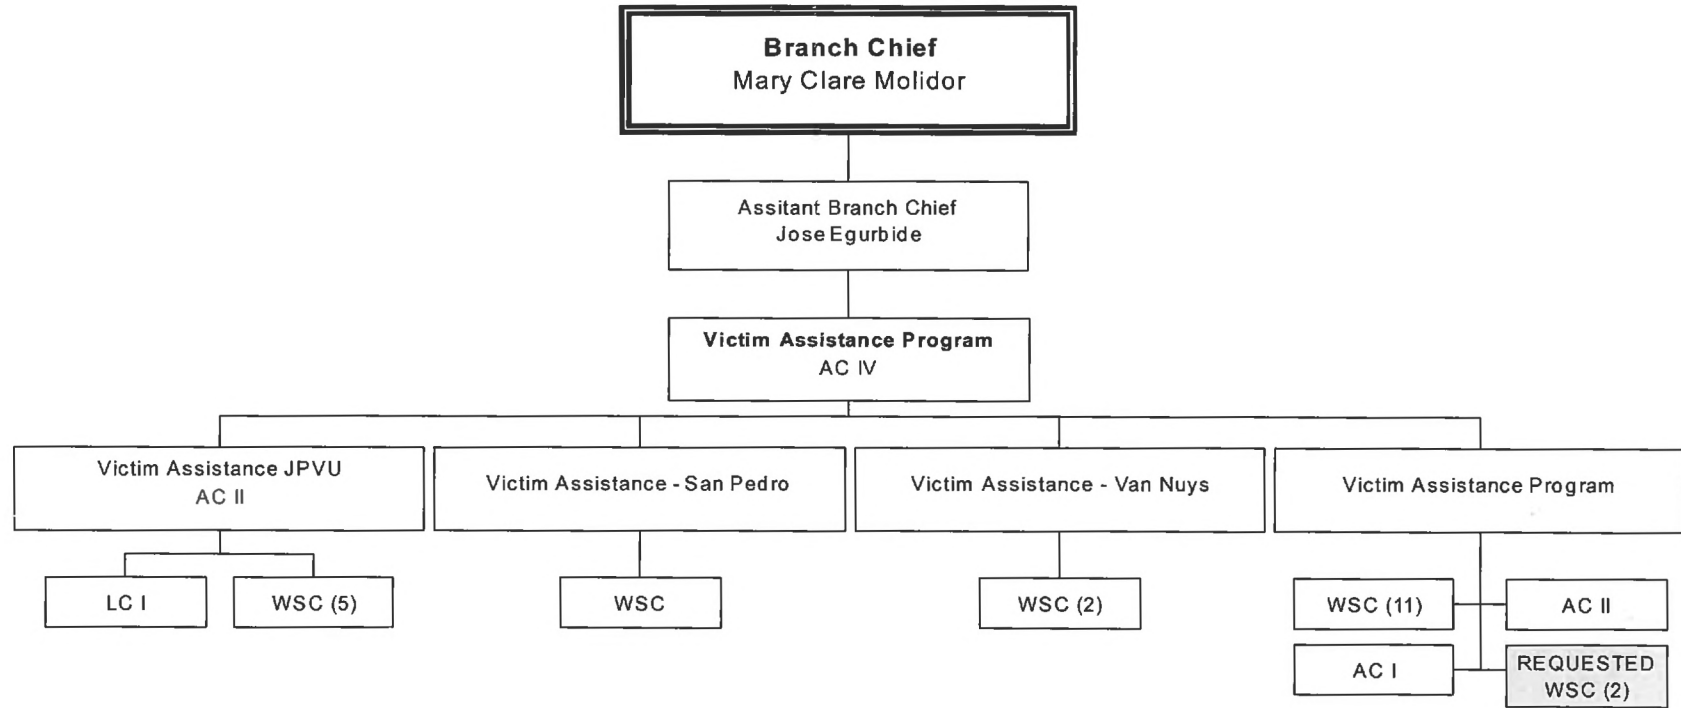 Branch Chief
Mary Clare Molidor
Assitant Branch Chief
Jose Egurbide
Victim Assistance Program
AC IV
Victim Assistance JPVU
AC II
Victim Assistance - San Pedro
Victim Assistance - Van Nuys
Victim Assistance Program
LC I
WSC (5)
WSC
WSC (2)
WSC (11)
AC II
AC I
REQUESTED
WSC (2)